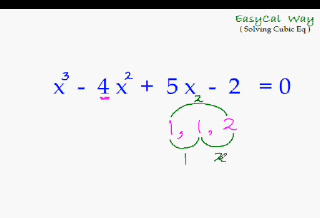 EasyCal Way
( Solving Cubic Eq )
x³ - 4x² + 5x - 2 = 0
2
1, 1, 2
1